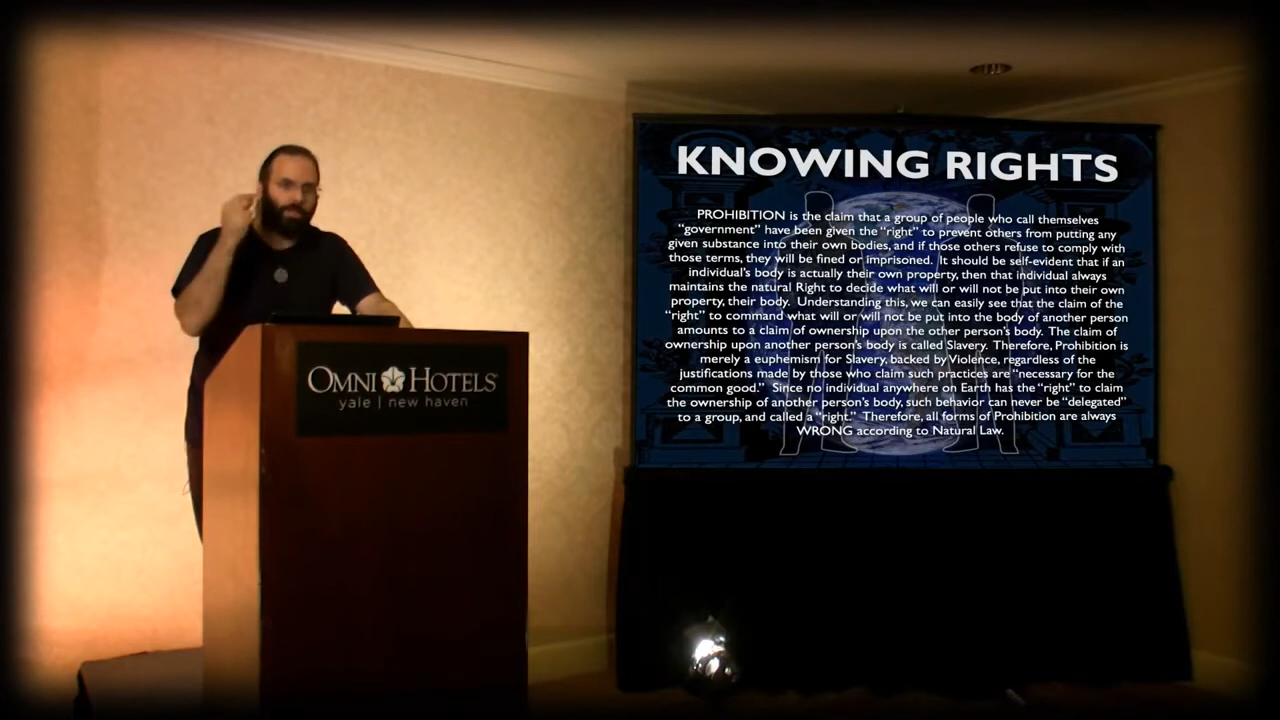 KNOWING RIGHTS
PROHIBITION is the claim that a group of people who call themselves
"government" have been given the "right" to prevent others from putting any
given substance into their own bodies, and if those others refuse to comply with
those terms, they will be fined or imprisoned. It should be self-evident that if an
individual's body is actually their own property, then that individual always
maintains the natural Right to decide what will or will not be put into their own
property, their body. Understanding this, we can easily see that the claim of the
"right" to command what will or will not be put into the body of another person
amounts to a claim of ownership upon the other person's body. The claim of
ownership upon another person's body is called Slavery. Therefore, Prohibition is
merely a euphemism for Slavery, backed by Violence, regardless of the
justifications made by those who claim such practices are "necessary for the
common good." Since no individual anywhere on Earth has the "right" to claim
the ownership of another person's body, such behavior can never be "delegated"
to a group, and called a "right." Therefore, all forms of Prohibition are always
WRONG according to Natural Law.
OMNI HOTELS
yale | new haven